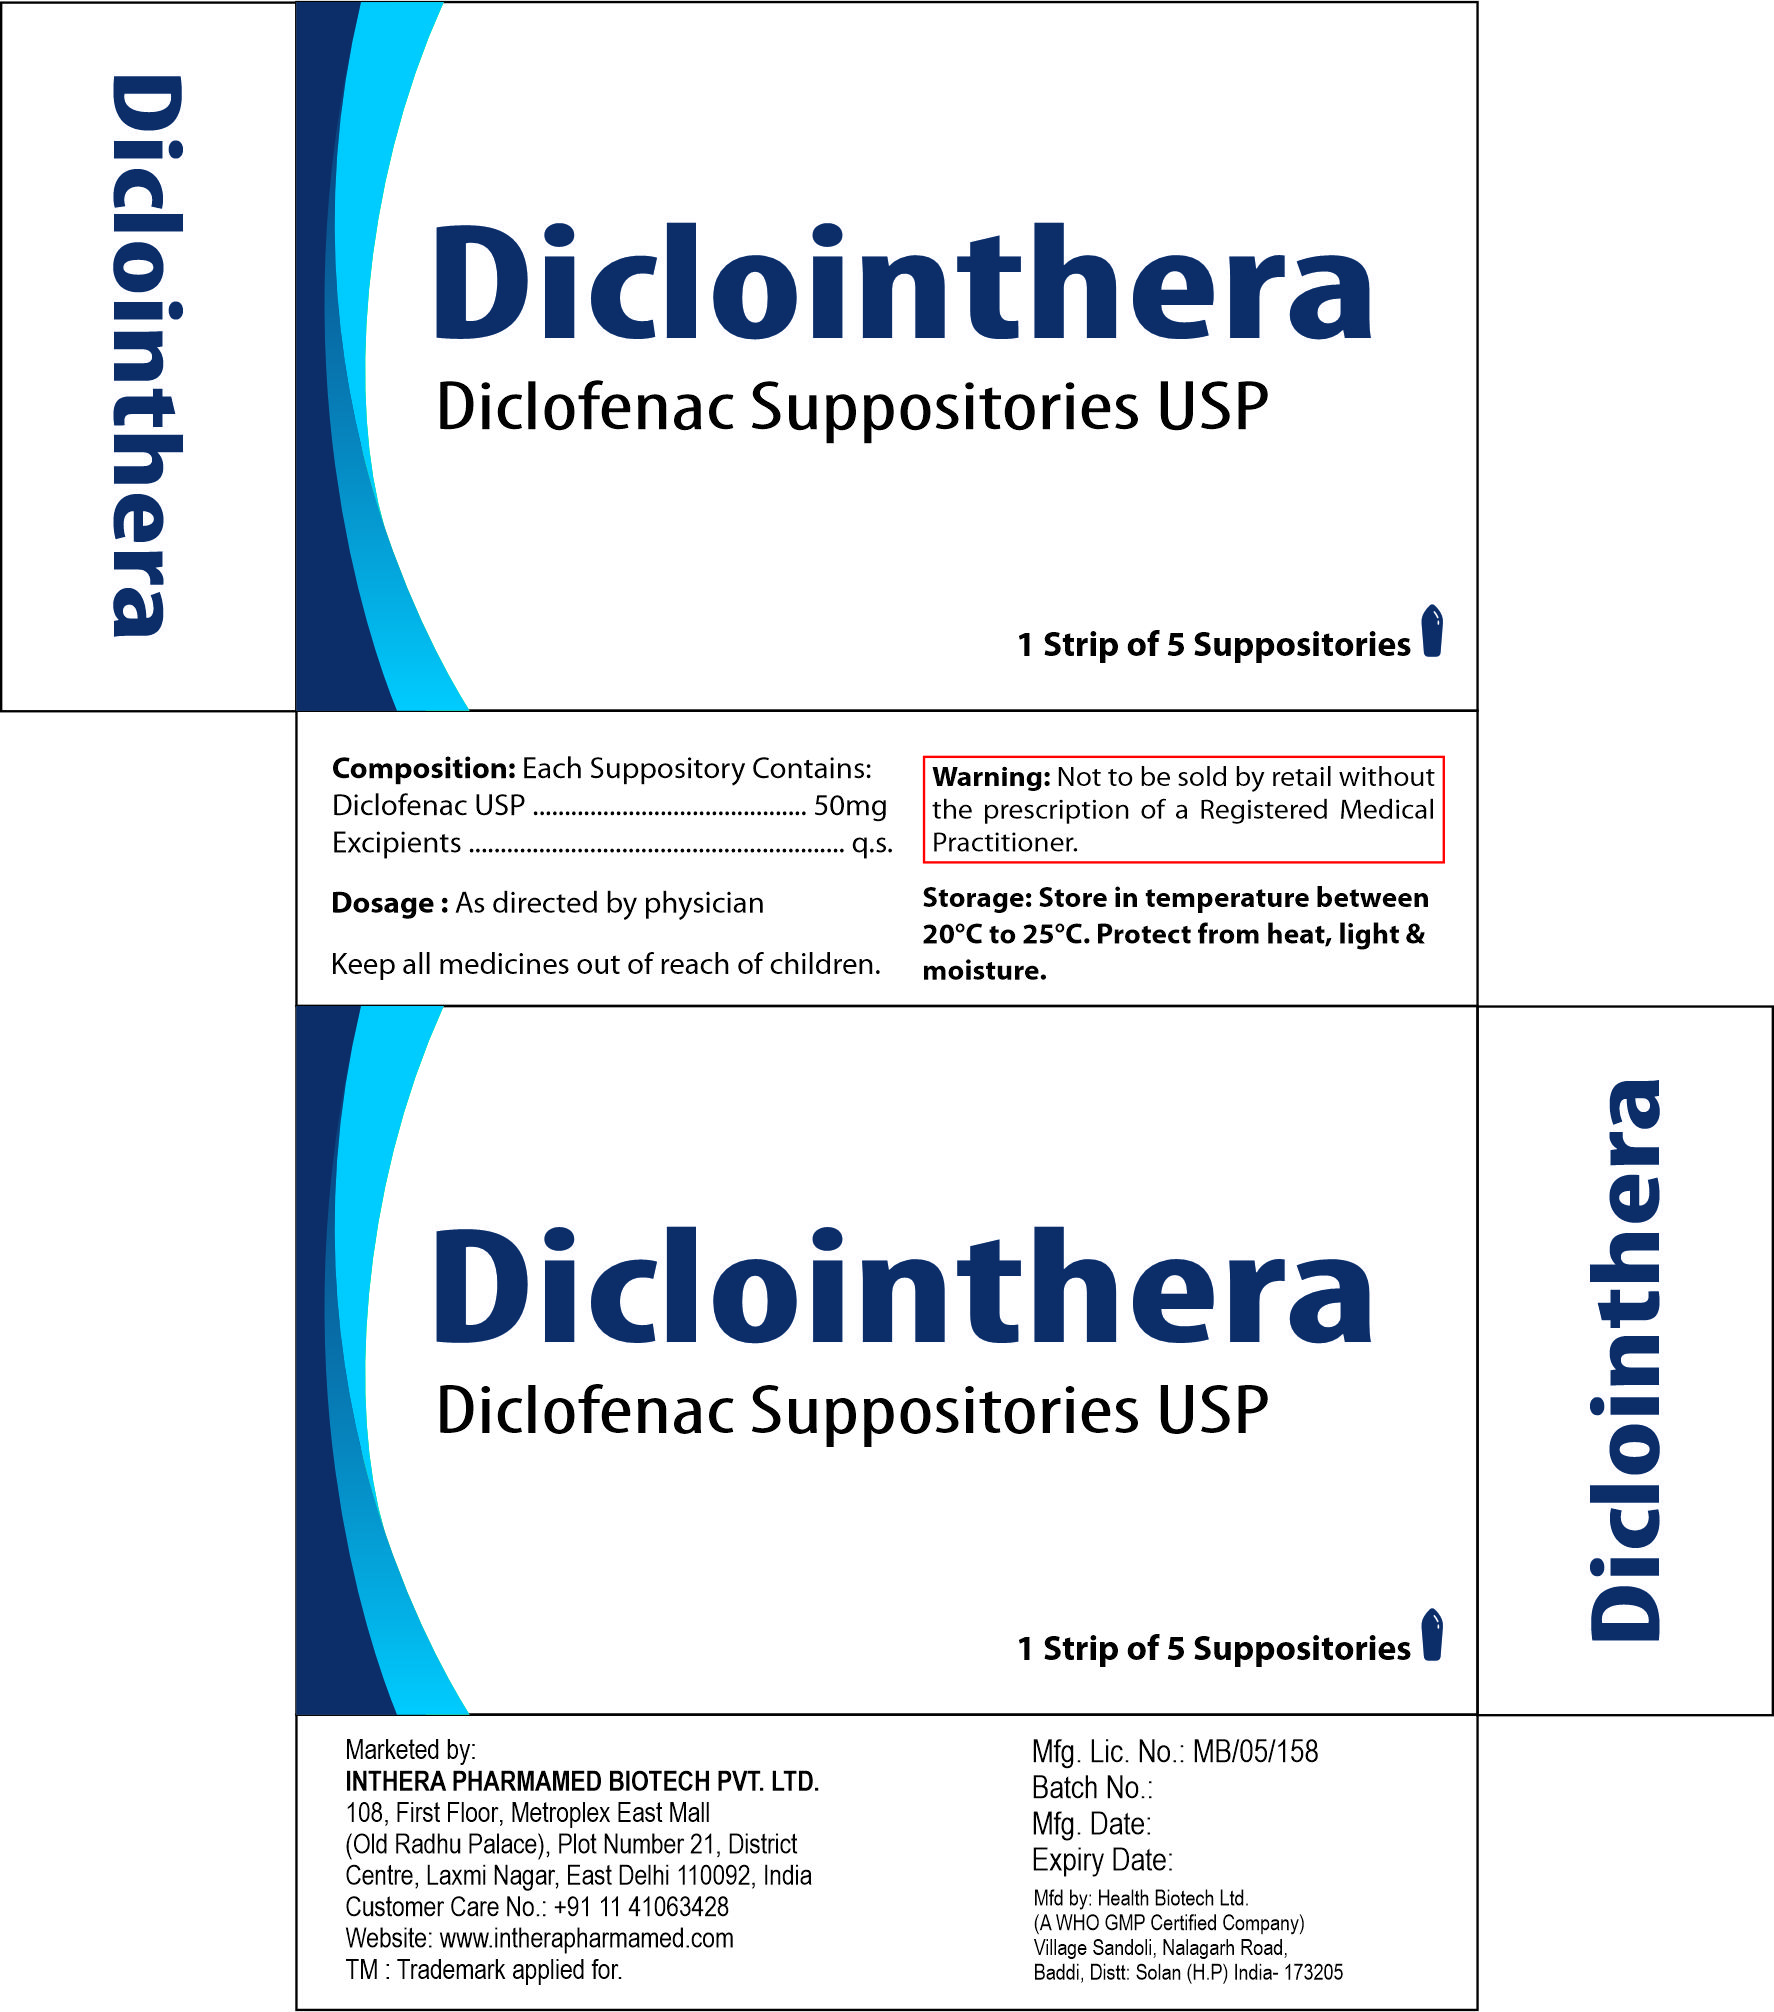 Diclointhera
Diclointhera
Diclofenac Suppositories USP
1 Strip of 5 Suppositories
Composition: Each Suppository Contains:
Diclofenac USP ........................................... 50mg
Excipients ........................................................... q.s.
Dosage : As directed by physician
Keep all medicines out of reach of children.
Warning: Not to be sold by retail without
the prescription of a Registered Medical
Practitioner.
Storage: Store in temperature between
20°C to 25°C. Protect from heat, light &
moisture.
Diclointhera
Diclofenac Suppositories USP
1 Strip of 5 Suppositories
Diclointhera
Marketed by:
INTHERA PHARMAMED BIOTECH PVT. LTD.
108, First Floor, Metroplex East Mall
(Old Radhu Palace), Plot Number 21, District
Centre, Laxmi Nagar, East Delhi 110092, India
Customer Care No.: +91 11 41063428
Website: www.intherapharmamed.com
TM : Trademark applied for.
Mfg. Lic. No.: MB/05/158
Batch No.:
Mfg. Date:
Expiry Date:
Mfd by: Health Biotech Ltd.
(A WHO GMP Certified Company)
Village Sandoli, Nalagarh Road,
Baddi, Distt: Solan (H.P) India- 173205